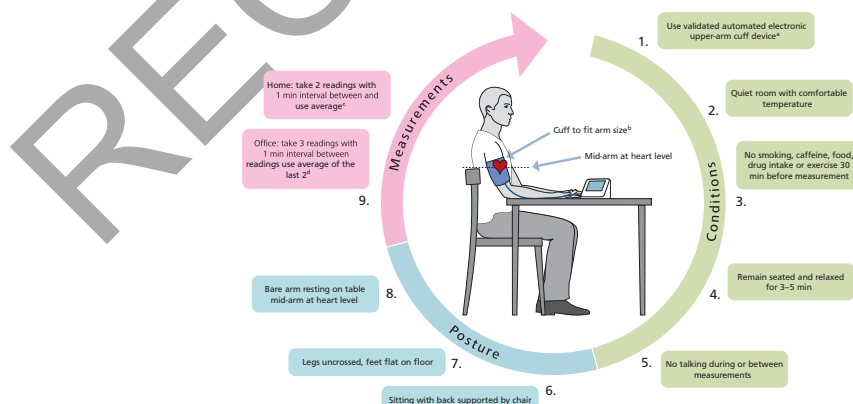 1.
Use validated automated electronic
upper-arm cuff deviceᵃ
2.
Quiet room with comfortable
temperature
3.
No smoking, caffeine, food,
drug intake or exercise 30
min before measurement
Conditions
4.
Remain seated and relaxed
for 3–5 min
5.
No talking during or between
measurements
6.
Sitting with back supported by chair
7.
Legs uncrossed, feet flat on floor
8.
Bare arm resting on table
mid-arm at heart level
Posture
9.
Home: take 2 readings with
1 min interval between and
use averageᶜ
Office: take 3 readings with
1 min interval between
readings use average of the
last 2ᵈ
Measurements
Cuff to fit arm sizeᵇ
Mid-arm at heart level